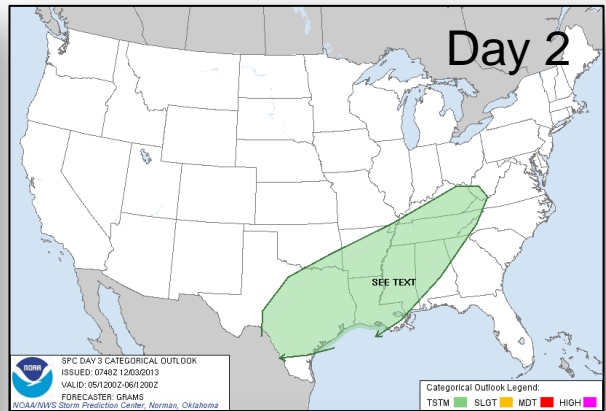 Day 2
SEE TEXT
NOAA
SPC DAY 3 CATEGORICAL OUTLOOK
ISSUED: 0748Z 12/03/2013
VALID: 05/1200Z-06/1200Z
FORECASTER: GRAMS
NOAA/NWS Storm Prediction Center, Norman, Oklahoma
Categorical Outlook Legend:
TSTM SLGT MDT HIGH